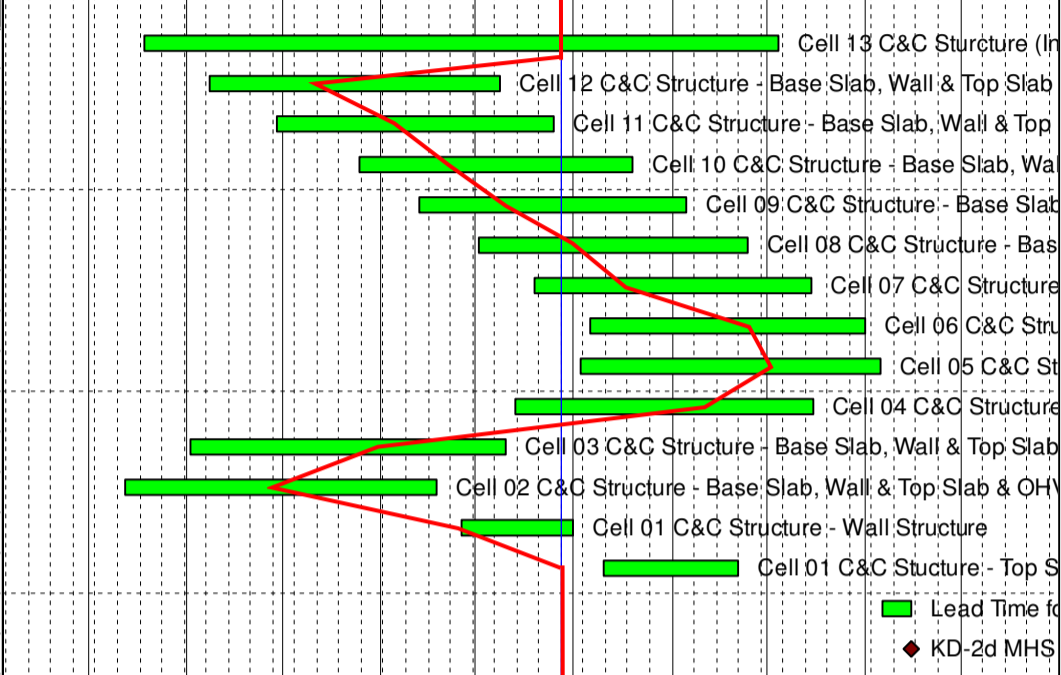 Cell 13 C&C Sturcture (In
Cell 12 C&C Structure - Base Slab, Wall & Top Slab
Cell 11 C&C Structure - Base Slab, Wall & Top
Cell 10 C&C Structure - Base Slab, Wal
Cell 09 C&C Structure - Base Slab
Cell 08 C&C Structure - Bas
Cell 07 C&C Structure
Cell 06 C&C Stru
Cell 05 C&C St
Cell 04 C&C Structure
Cell 03 C&C Structure - Base Slab, Wall & Top Slab
Cell 02 C&C Structure - Base Slab, Wall & Top Slab & OHV
Cell 01 C&C Structure - Wall Structure
Cell 01 C&C Stucture - Top S
Lead Time fo
KD-2d MHS